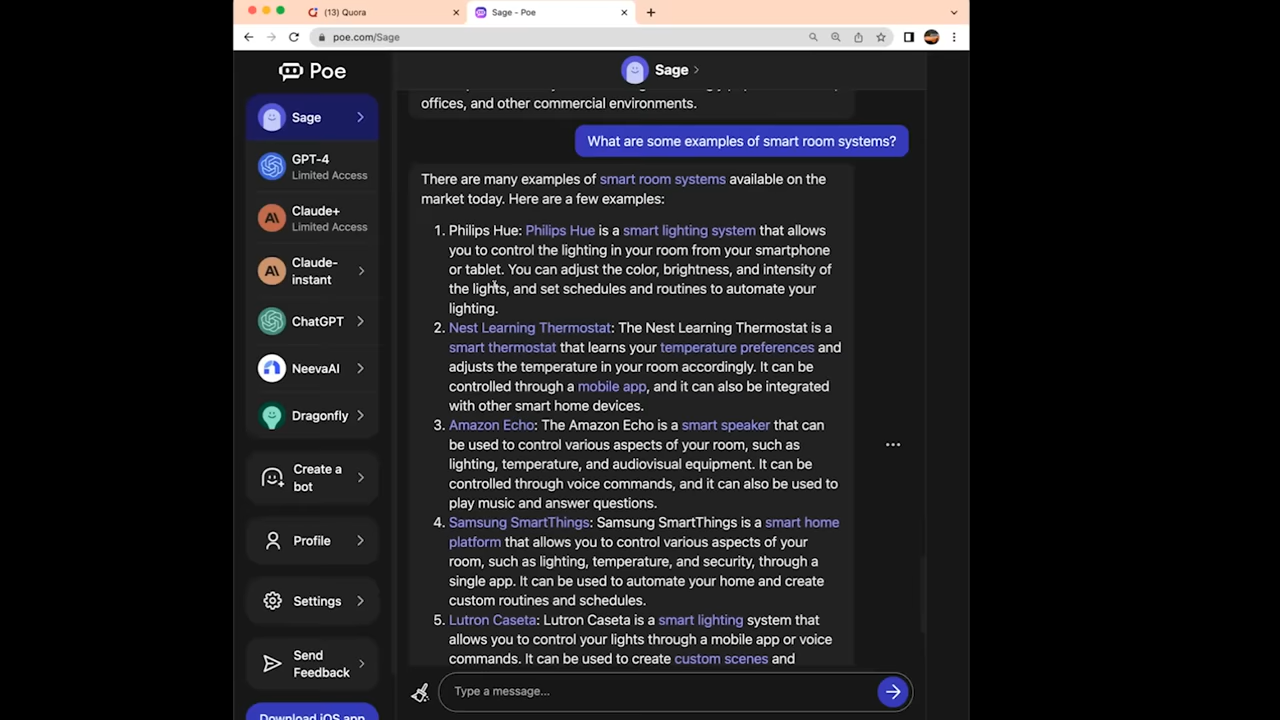 (13) Quora
Sage - Poe
poe.com/Sage
Poe
Sage
GPT-4
Limited Access
Claude+
Limited Access
Claude-
instant
ChatGPT
NeevaAI
Dragonfly
Create a
bot
Profile
Settings
Send
Feedback
Download iOS app
Sage
offices, and other commercial environments.
What are some examples of smart room systems?
There are many examples of smart room systems available on the
market today. Here are a few examples:
1. Philips Hue: Philips Hue is a smart lighting system that allows
you to control the lighting in your room from your smartphone
or tablet. You can adjust the color, brightness, and intensity of
the lights, and set schedules and routines to automate your
lighting.
2. Nest Learning Thermostat: The Nest Learning Thermostat is a
smart thermostat that learns your temperature preferences and
adjusts the temperature in your room accordingly. It can be
controlled through a mobile app, and it can also be integrated
with other smart home devices.
3. Amazon Echo: The Amazon Echo is a smart speaker that can
be used to control various aspects of your room, such as
lighting, temperature, and audiovisual equipment. It can be
controlled through voice commands, and it can also be used to
play music and answer questions.
4. Samsung SmartThings: Samsung SmartThings is a smart home
platform that allows you to control various aspects of your
room, such as lighting, temperature, and security, through a
single app. It can be used to automate your home and create
custom routines and schedules.
5. Lutron Caseta: Lutron Caseta is a smart lighting system that
allows you to control your lights through a mobile app or voice
commands. It can be used to create custom scenes and
Type a message...